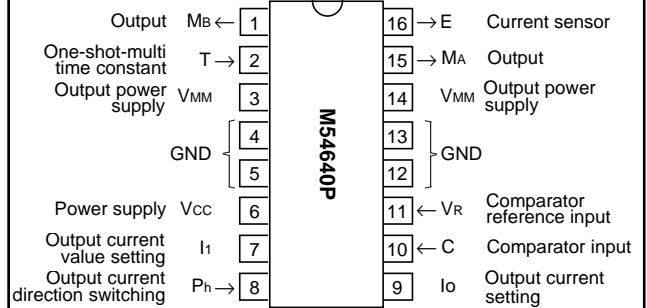 Output MB ← 1
One-shot-multi
time constant T → 2
Output power
supply VMM 3
GND 4
5
Power supply VCC 6
Output current
value setting I1 7
Output current
direction switching Ph → 8
M54640P
16 → E Current sensor
15 → MA Output
14 VMM Output power
supply
13 GND
12
11 ← VR Comparator
reference input
10 ← C Comparator input
9 Io Output current
setting